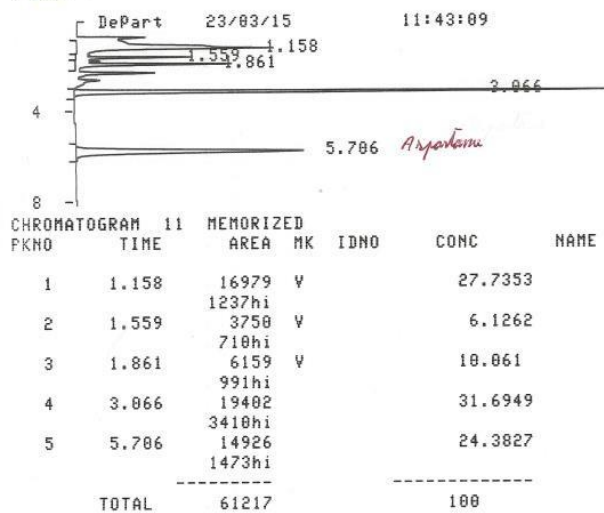 DePart 23/03/15 11:43:09
1.158
1.559
1.861
3.066
4
5.706 Aspartame
8
CHROMATOGRAM 11 MEMORIZED
PKNO TIME AREA MK IDNO CONC NAME
1 1.158 16979 V 27.7353
1237hi
2 1.559 3750 V 6.1262
710hi
3 1.861 6159 V 10.061
991hi
4 3.066 19402 31.6949
3410hi
5 5.706 14926 24.3827
1473hi
--------- -------------
TOTAL 61217 100